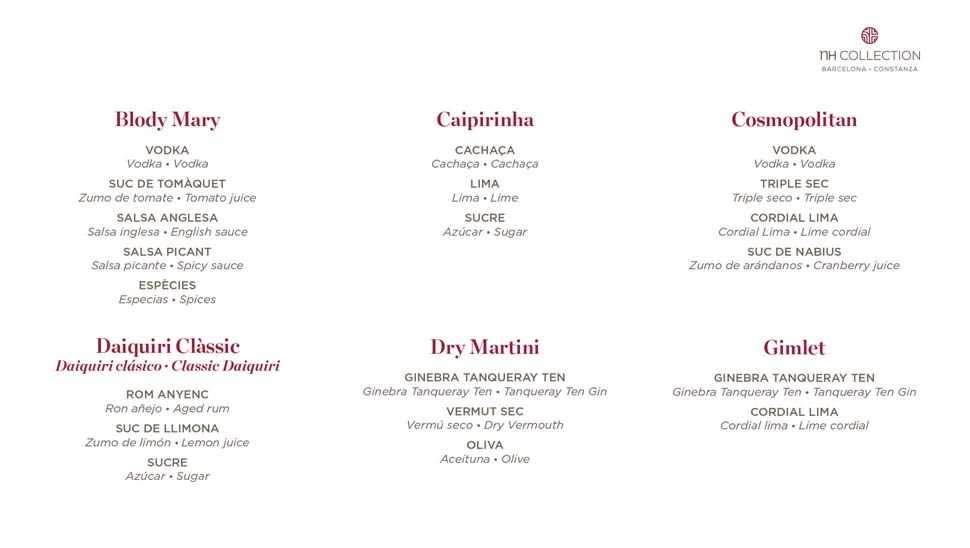 NH COLLECTION
BARCELONA - CONSTANZA
Blody Mary
VODKA
Vodka • Vodka
SUC DE TOMÀQUET
Zumo de tomate • Tomato juice
SALSA ANGLESA
Salsa inglesa • English sauce
SALSA PICANT
Salsa picante • Spicy sauce
ESPÈCIES
Especias • Spices
Caipirinha
CACHAÇA
Cachaça • Cachaça
LIMA
Lima • Lime
SUCRE
Azúcar • Sugar
Cosmopolitan
VODKA
Vodka • Vodka
TRIPLE SEC
Triple seco • Triple sec
CORDIAL LIMA
Cordial Lima • Lime cordial
SUC DE NABIUS
Zumo de arándanos • Cranberry juice
Daiquiri Clàssic
Daiquiri clásico · Classic Daiquiri
ROM ANYENC
Ron añejo • Aged rum
SUC DE LLIMONA
Zumo de limón • Lemon juice
SUCRE
Azúcar • Sugar
Dry Martini
GINEBRA TANQUERAY TEN
Ginebra Tanqueray Ten • Tanqueray Ten Gin
VERMUT SEC
Vermú seco • Dry Vermouth
OLIVA
Aceituna • Olive
Gimlet
GINEBRA TANQUERAY TEN
Ginebra Tanqueray Ten • Tanqueray Ten Gin
CORDIAL LIMA
Cordial lima • Lime cordial